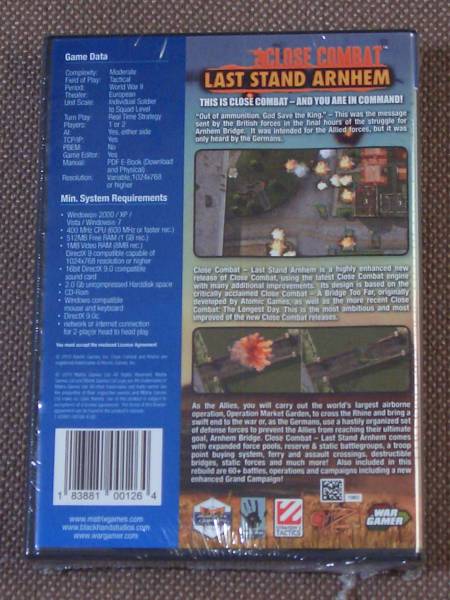 Game Data
Complexity: Moderate
Field of Play: Tactical
Period: World War II
Theater: European
Unit Scale: Individual Soldier
to Squad Level
Turn Play: Real Time Strategy
Players: 1 or 2
AI: Yes, either side
TCP/IP: Yes
PBEM: No
Game Editor: Yes
Manual: PDF E-Book (Download
and Physical)
Resolution: Variable,1024x768
or higher
Min. System Requirements
• Windows® 2000 / XP /
Vista / Windows 7
• 400 MHz CPU (600 MHz or faster rec.)
• 512MB Free RAM (1 GB rec.)
• 1MB Video RAM (8MB rec.)
DirectX 9.0 compatible capable of
1024x768 resolution or higher
• 16bit DirectX 9.0 compatible
sound card
• 2.0 Gb uncompressed Harddisk space
• CD-Rom
• Windows compatible
mouse and keyboard
• DirectX 9.0c
• network or internet connection
for 2-player head to head play
You must accept the enclosed License Agreement
1 83881 00126 4
www.matrixgames.com
www.blackhandstudios.com
www.wargamer.com
CLOSE COMBAT™
LAST STAND ARNHEM
THIS IS CLOSE COMBAT – AND YOU ARE IN COMMAND!
"Out of ammunition. God Save the King." – This was the message
sent by the British forces in the final hours of the struggle for
Arnhem Bridge. It was intended for the Allied forces, but it was
only heard by the Germans.
Close Combat – Last Stand Arnhem is a highly enhanced new
release of Close Combat, using the latest Close Combat engine
with many additional improvements. Its design is based on the
critically acclaimed Close Combat – A Bridge Too Far, originally
developed by Atomic Games, as well as the more recent Close
Combat: The Longest Day. This is the most ambitious and most
improved of the new Close Combat releases.
As the Allies, you will carry out the world's largest airborne
operation, Operation Market Garden, to cross the Rhine and bring a
swift end to the war or, as the Germans, use a hastily organized set
of defense forces to prevent the Allies from reaching their ultimate
goal, Arnhem Bridge. Close Combat – Last Stand Arnhem comes
with expanded force pools, reserve & static battlegroups, a troop
point buying system, ferry and assault crossings, destructible
bridges, static forces and much more! Also included in this
rebuild are 60+ battles, operations and campaigns including a new
enhanced Grand Campaign!
STRATEGY
TACTICS
WAR
GAMER